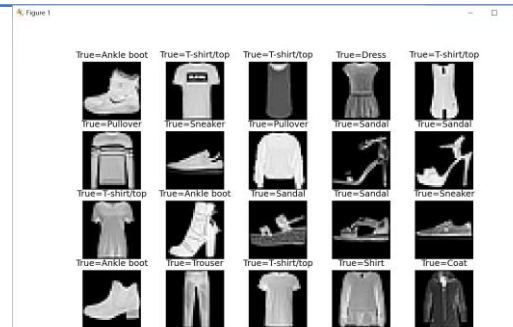 Figure 1
True=Ankle boot True=T-shirt/top True=T-shirt/top True=Dress True=T-shirt/top
True=Pullover True=Sneaker True=Pullover True=Sandal True=Sandal
True=T-shirt/top True=Ankle boot True=Sandal True=Sandal True=Sneaker
True=Ankle boot True=Trouser True=T-shirt/top True=Shirt True=Coat